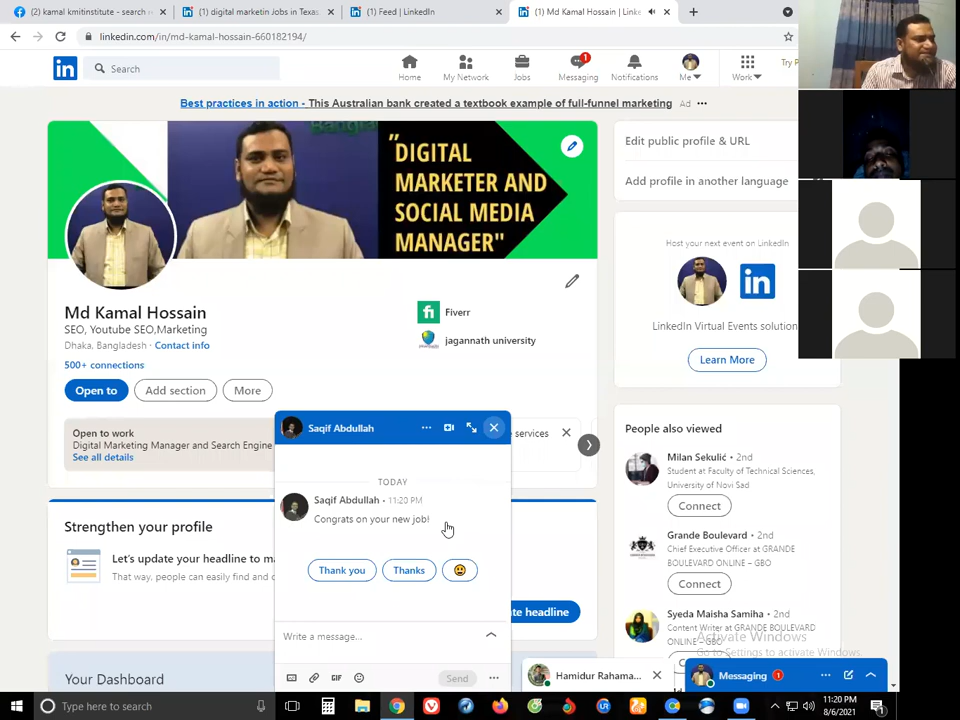 (2) kamal kmitinstitute - search r
(1) digital marketin Jobs in Texas
(1) Feed | LinkedIn
(1) Md Kamal Hossain | Linke
linkedin.com/in/md-kamal-hossain-660182194/
in
Search
Home
My Network
Jobs
1
Messaging
Notifications
Me
Work
Try P
Best practices in action - This Australian bank created a textbook example of full-funnel marketing
Ad
"DIGITAL
MARKETER AND
SOCIAL MEDIA
MANAGER"
Edit public profile & URL
Add profile in another language
Host your next event on LinkedIn
in
LinkedIn Virtual Events solution
Learn More
Md Kamal Hossain
SEO, Youtube SEO,Marketing
Dhaka, Bangladesh · Contact info
500+ connections
fi
Fiverr
jagannath university
Open to
Add section
More
Open to work
Digital Marketing Manager and Search Engine
See all details
e services
Saqif Abdullah
TODAY
Saqif Abdullah • 11:20 PM
Congrats on your new job!
Thank you
Thanks
Write a message...
GIF
Send
Strengthen your profile
Let's update your headline to ma
That way, people can easily find and c
te headline
Your Dashboard
People also viewed
Milan Sekulić • 2nd
Student at Faculty of Technical Sciences,
University of Novi Sad
Connect
Grande Boulevard • 2nd
Chief Executive Officer at GRANDE
BOULEVARD ONLINE – GBO
Connect
Syeda Maisha Samiha • 2nd
Content Writer at GRANDE BOULEVARD
ONLINE – GBO
Activate Windows
Go to Settings to activate Windows.
Hamidur Rahama...
Messaging
1
Type here to search
11:20 PM
8/6/2021